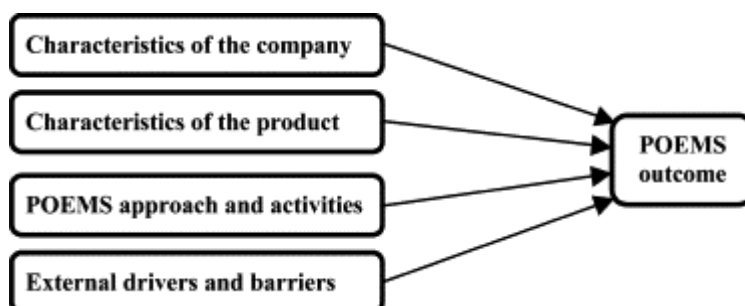 Characteristics of the company
Characteristics of the product
POEMS approach and activities
External drivers and barriers
POEMS
outcome